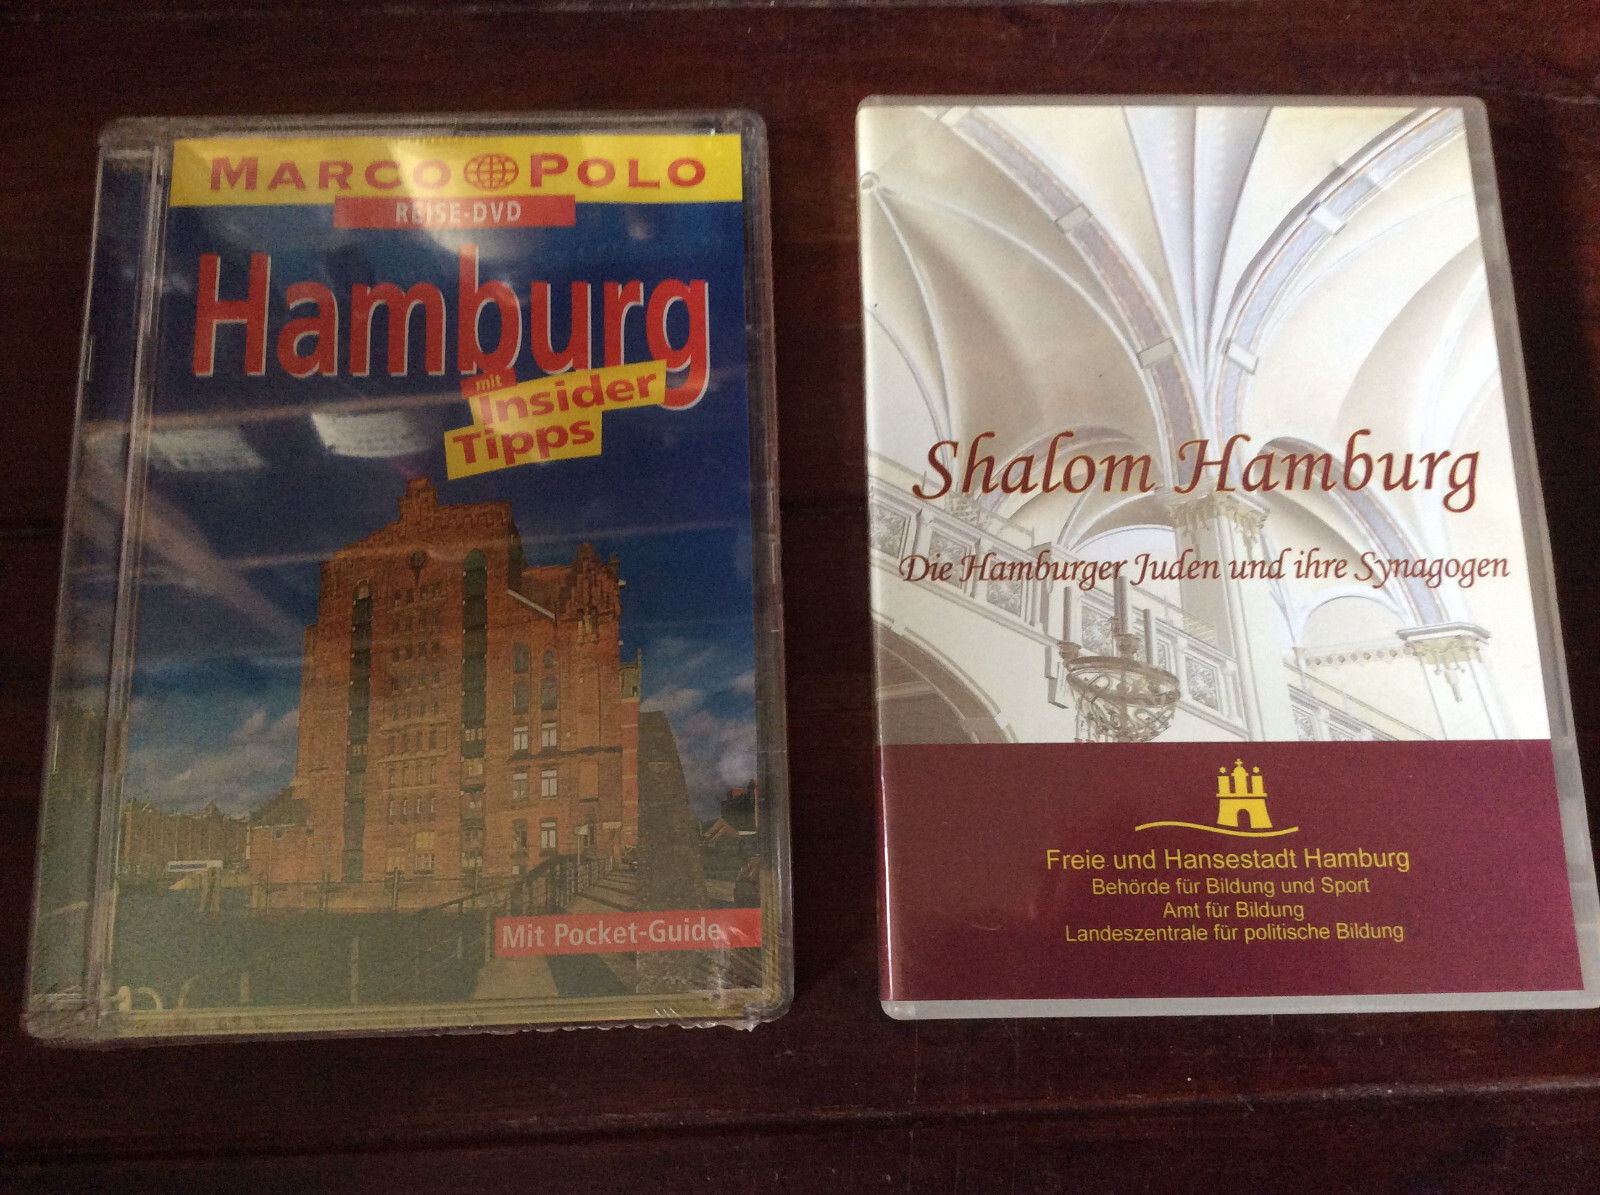 MARCO POLO
REISE-DVD
Hamburg
mit
Insider
Tipps
Mit Pocket-Guide
Shalom Hamburg
Die Hamburger Juden und ihre Synagogen
Freie und Hansestadt Hamburg
Behörde für Bildung und Sport
Amt für Bildung
Landeszentrale für politische Bildung